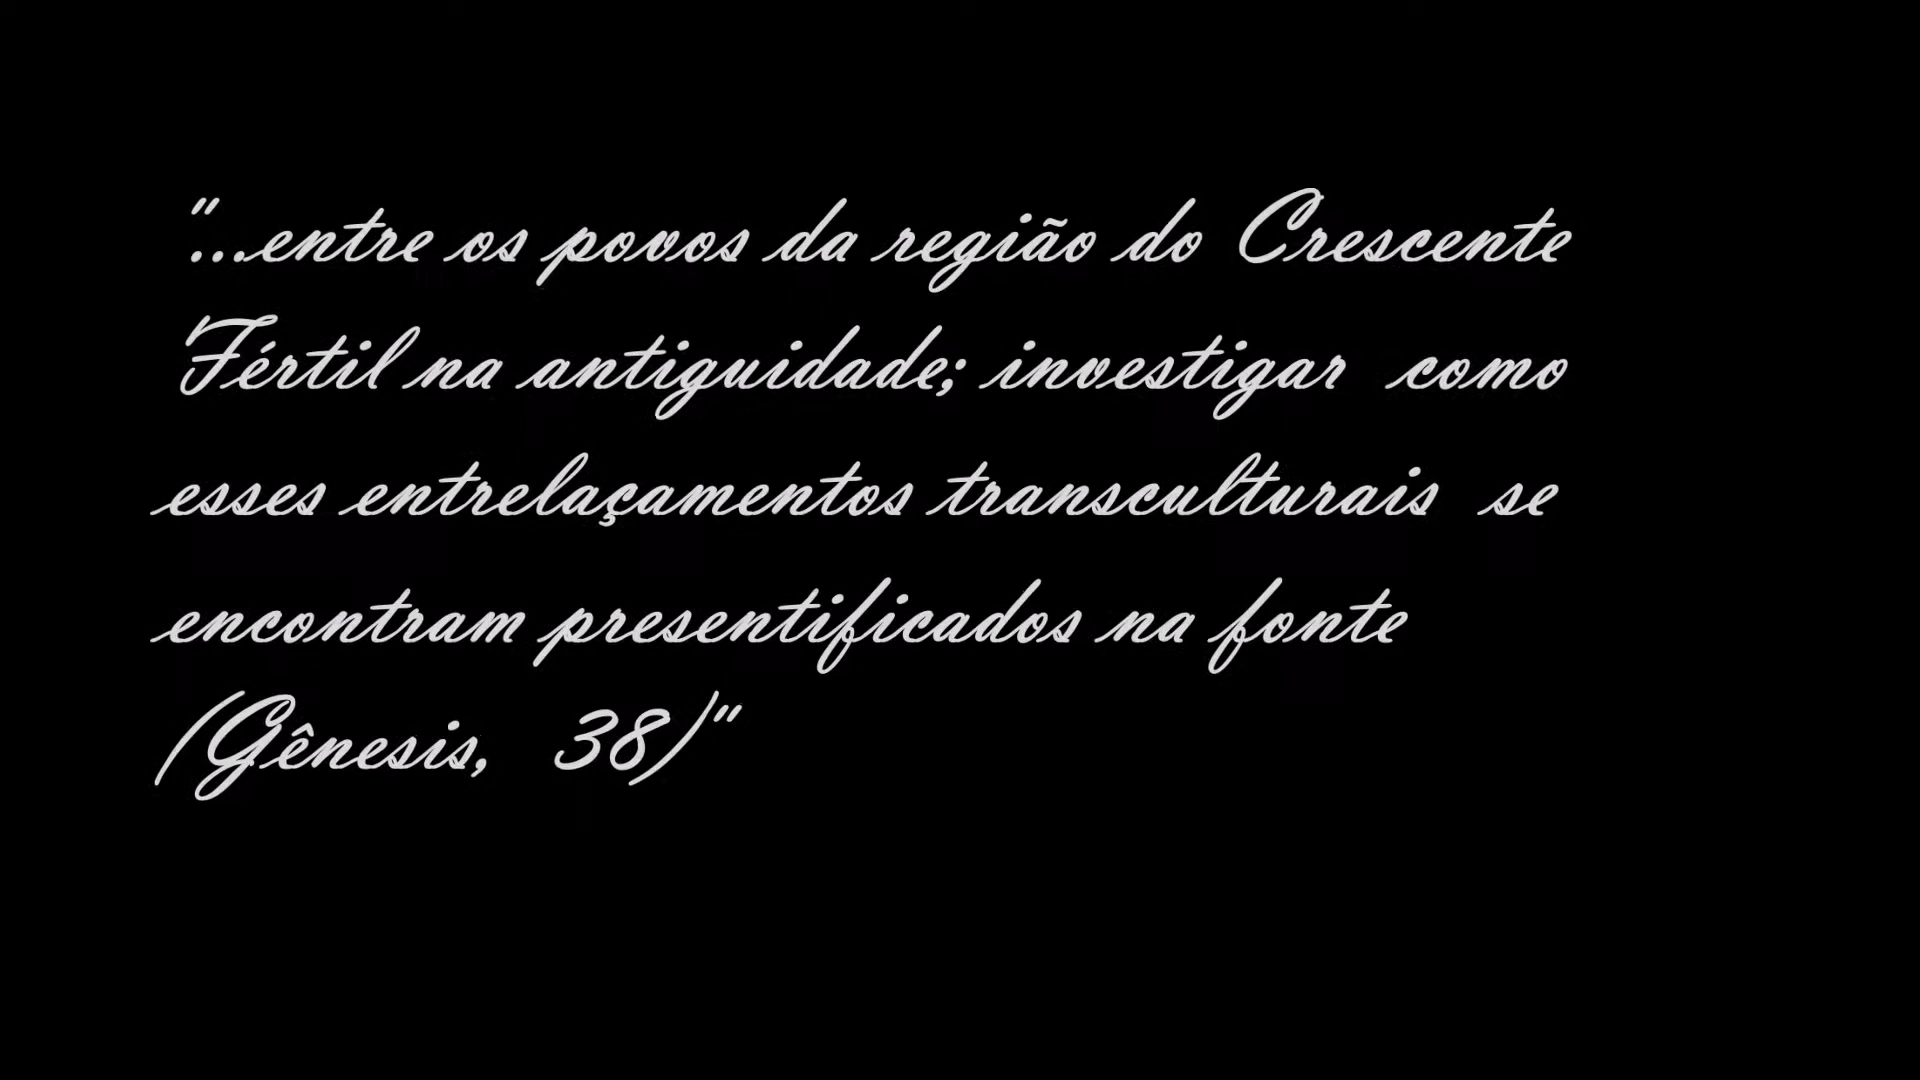 "...entre os povos da região do Crescente
Fértil na antiguidade; investigar como
esses entrelaçamentos transculturais se
encontram presentificados na fonte
(Gênesis, 38)"